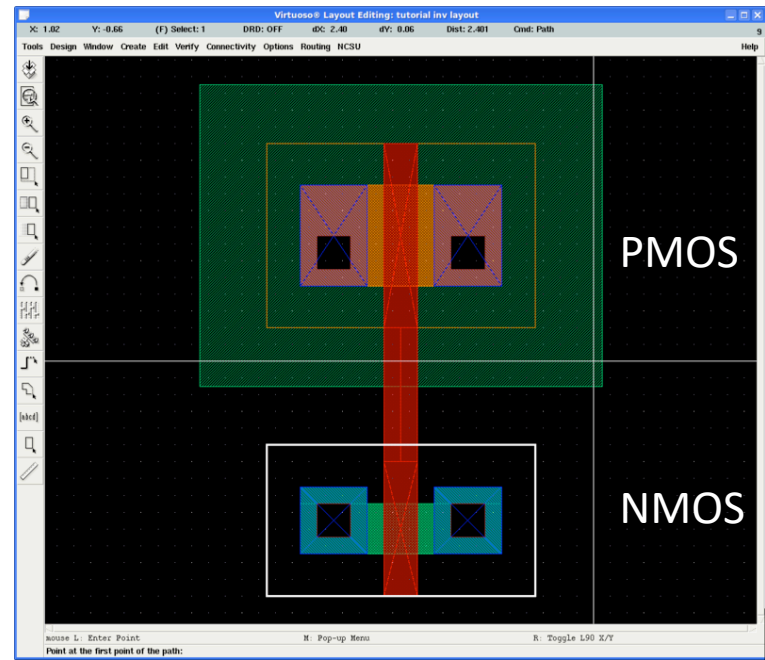 Virtuoso® Layout Editing: tutorial inv layout
X: 1.02 Y: -0.66 (F) Select: 1 DRD: OFF dX: 2.40 dY: 0.06 Dist: 2.401 Cmd: Path 9
Tools Design Window Create Edit Verify Connectivity Options Routing NCSU Help
[abcd]
PMOS
NMOS
mouse L: Enter Point M: Pop-up Menu R: Toggle L90 X/Y
Point at the first point of the path: